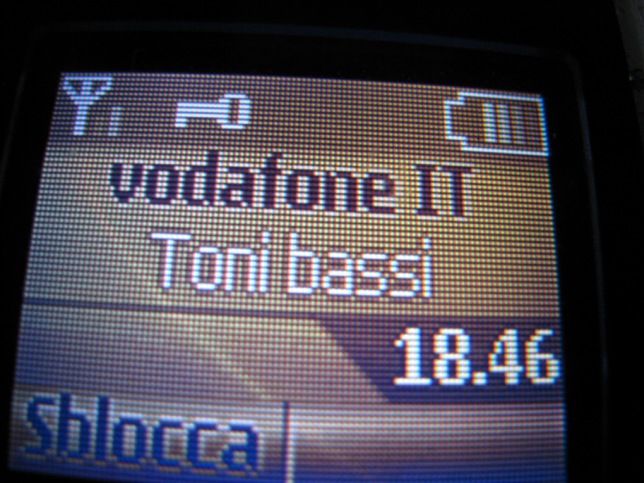 vodafone IT
Toni bassi
18.46
Sblocca